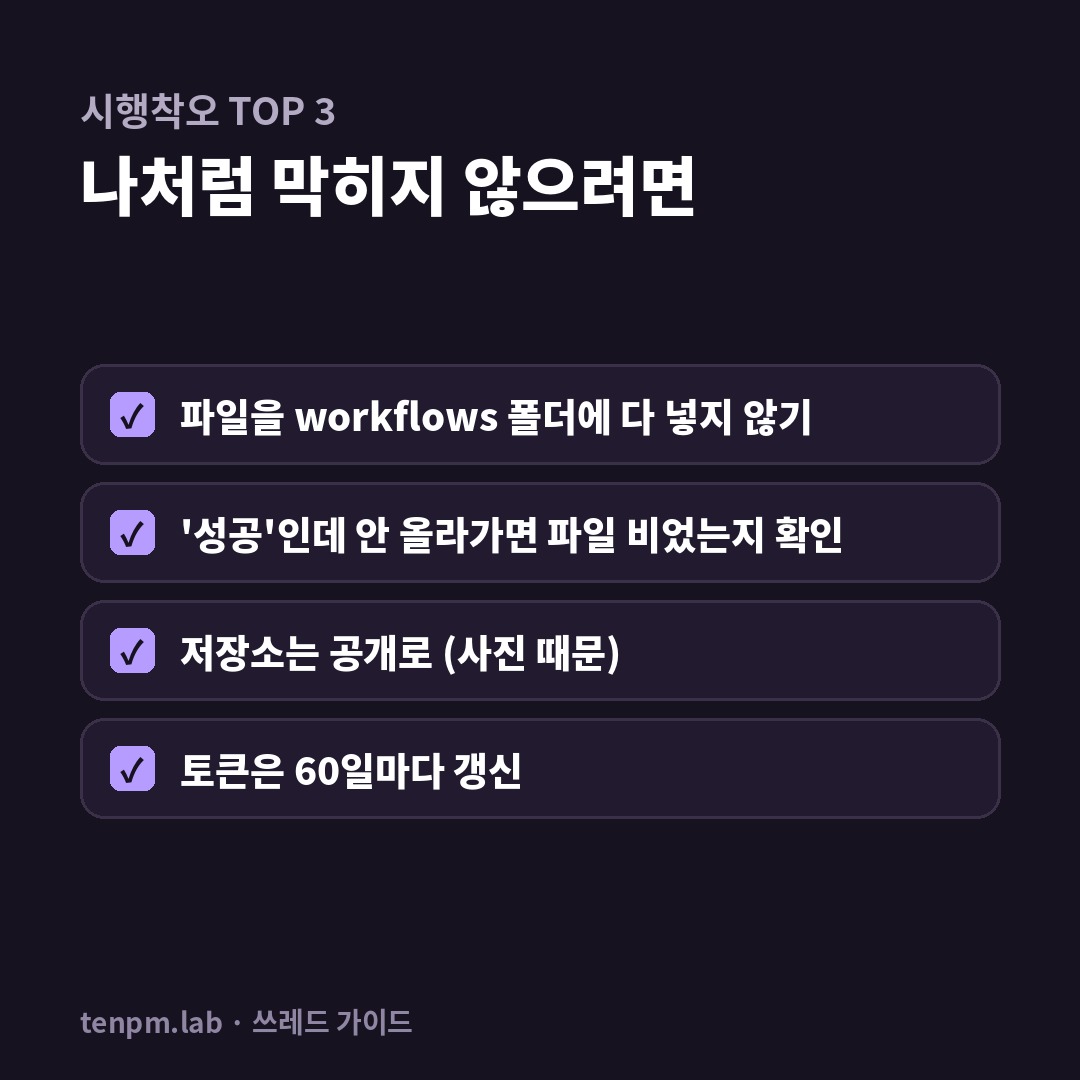 시행착오 TOP 3
나처럼 막히지 않으려면
✓ 파일을 workflows 폴더에 다 넣지 않기
✓ '성공'인데 안 올라가면 파일 비었는지 확인
✓ 저장소는 공개로 (사진 때문)
✓ 토큰은 60일마다 갱신
tenpm.lab · 쓰레드 가이드